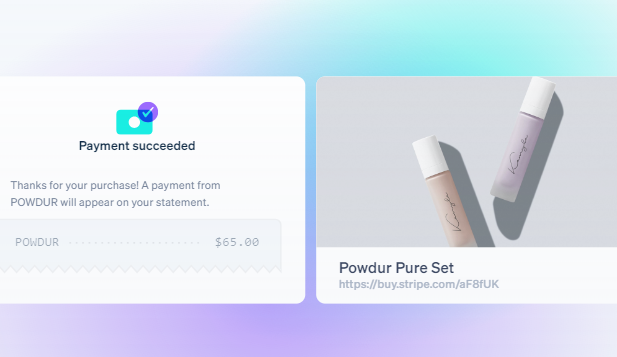 Payment succeeded
Thanks for your purchase! A payment from
POWDUR will appear on your statement.
POWDUR $65.00
Powdur Pure Set
https://buy.stripe.com/aF8fUK